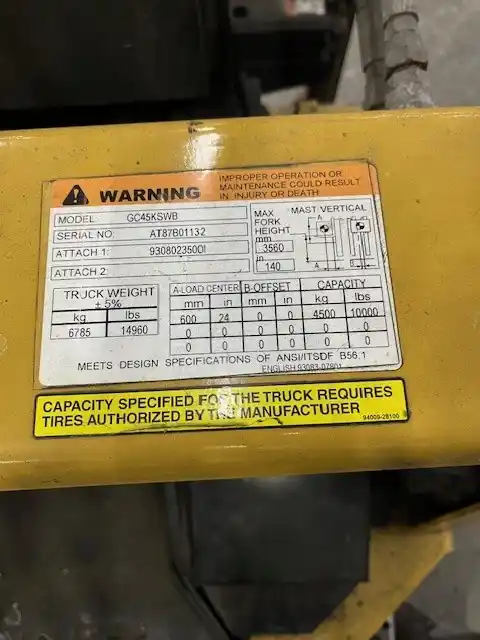 WARNING
IMPROPER OPERATION OR
MAINTENANCE COULD RESULT
IN INJURY OR DEATH
MODEL: GC45KSWB
SERIAL NO: AT87B01132
ATTACH 1: 9308023500I
ATTACH 2:
MAX
FORK
HEIGHT
mm
3560
in
140
MAST VERTICAL
A
B
A
B
TRUCK WEIGHT
± 5%
kg lbs
6785 14960
A-LOAD CENTER B-OFFSET CAPACITY
mm in mm in kg lbs
600 24 0 0 4500 10000
0 0 0 0 0 0
0 0 0 0 0 0
MEETS DESIGN SPECIFICATIONS OF ANSI/ITSDF B56.1
ENGLISH 93083-07801
CAPACITY SPECIFIED FOR THE TRUCK REQUIRES
TIRES AUTHORIZED BY THE MANUFACTURER
94009-28100